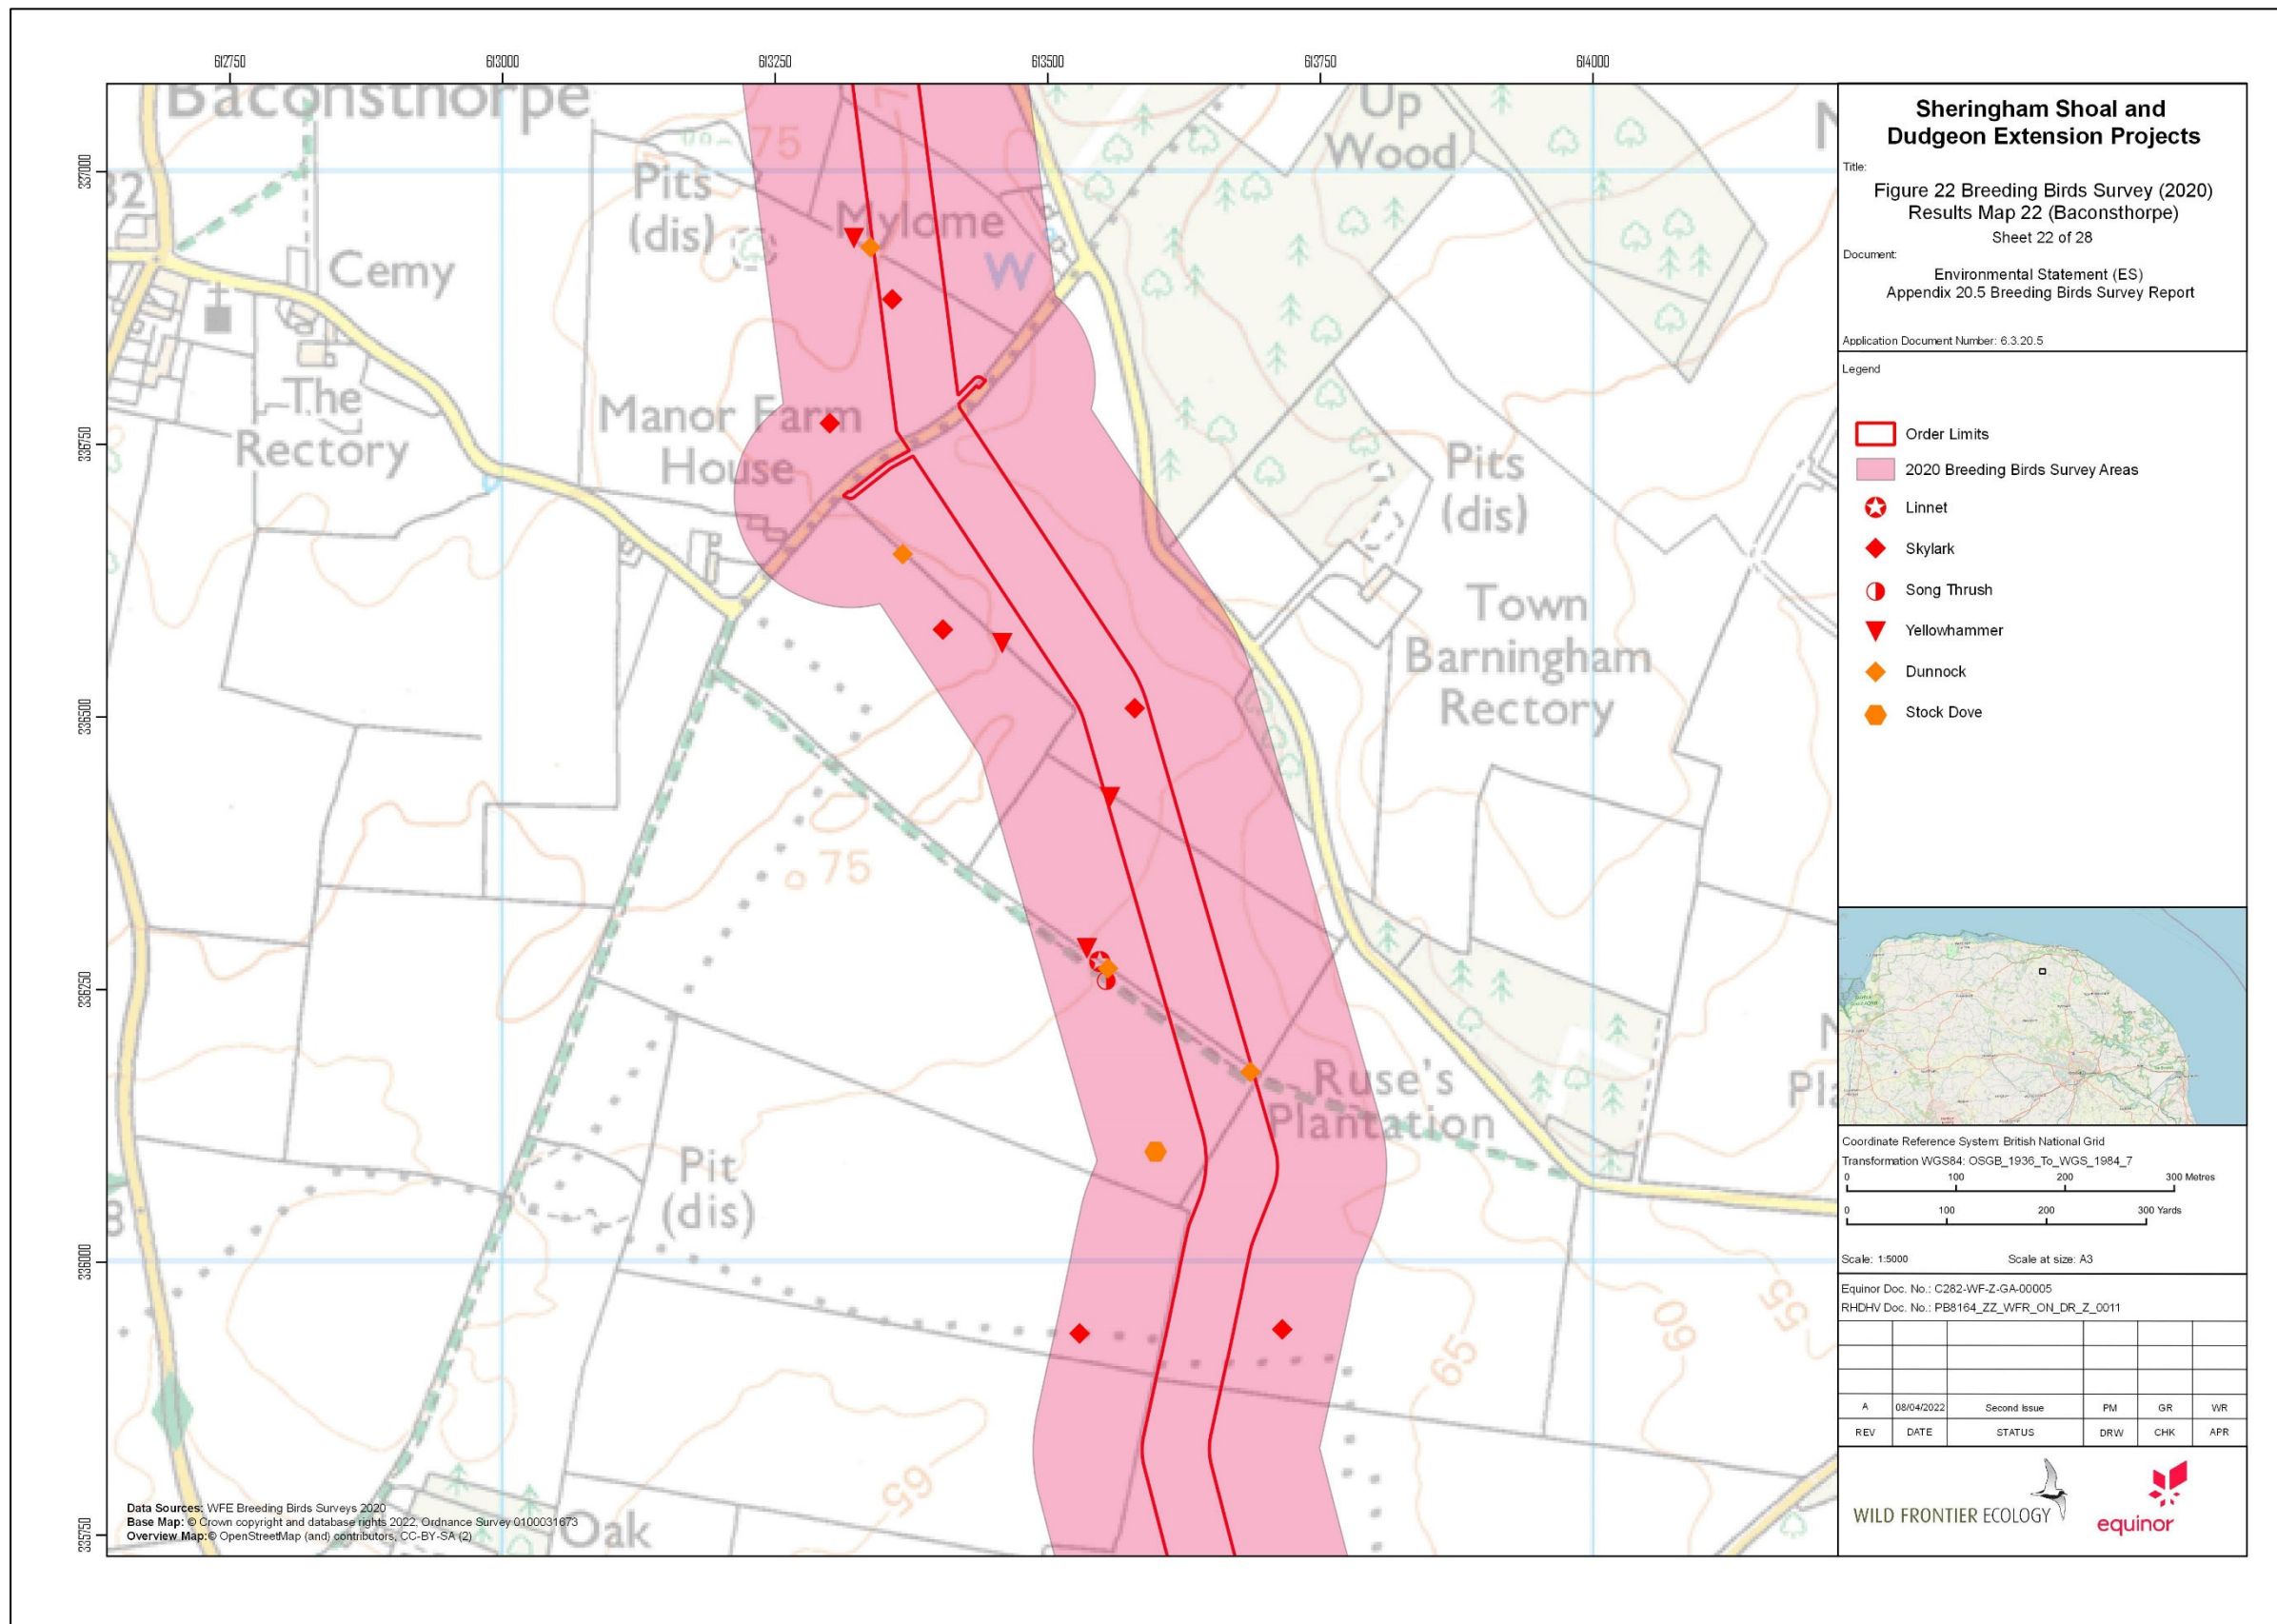 612750
613000
613250
613500
613750
614000
337000
336750
336500
336250
336000
335750
Baconsthorpe
82
Cemy
The
Rectory
Pits
(dis)
75
Mylome
W
Manor Farm
House
Up
Wood
Pits
(dis)
Town
Barningham
Rectory
75
Ruse's
Plantation
Pit
(dis)
Pla
65
60
55
65
Oak
Data Sources: WFE Breeding Birds Surveys 2020
Base Map: © Crown copyright and database rights 2022. Ordnance Survey 0100031673
Overview Map:© OpenStreetMap (and) contributors, CC-BY-SA (2)
Sheringham Shoal and
Dudgeon Extension Projects
Title:
Figure 22 Breeding Birds Survey (2020)
Results Map 22 (Baconsthorpe)
Sheet 22 of 28
Document:
Environmental Statement (ES)
Appendix 20.5 Breeding Birds Survey Report
Application Document Number: 6.3.20.5
Legend
Order Limits
2020 Breeding Birds Survey Areas
Linnet
Skylark
Song Thrush
Yellowhammer
Dunnock
Stock Dove
Coordinate Reference System: British National Grid
Transformation WGS84: OSGB_1936_To_WGS_1984_7
0 100 200 300 Metres
0 100 200 300 Yards
Scale: 1:5000 Scale at size: A3
Equinor Doc. No.: C282-WF-Z-GA-00005
RHDHV Doc. No.: PB8164_ZZ_WFR_ON_DR_Z_0011
A 08/04/2022 Second Issue PM GR WR
REV DATE STATUS DRW CHK APR
WILD FRONTIER ECOLOGY
equinor